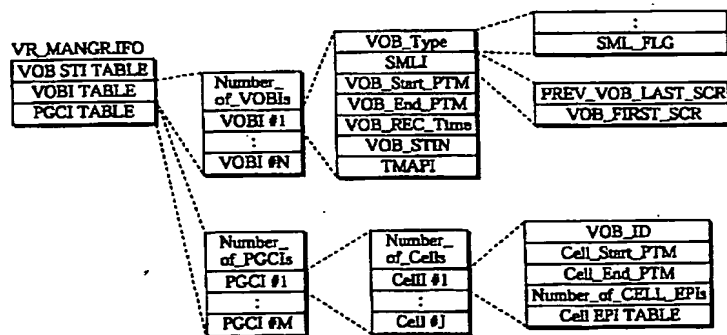 VR_MANGR.IFO
VOB STI TABLE
VOBI TABLE
PGCI TABLE
Number_
of_VOBIs
VOBI #1
:
VOBI #N
VOB_Type
SMLI
VOB_Start_PTM
VOB_End_PTM
VOB_REC_Time
VOB_STIN
TMAPI
:
SML_FLG
PREV_VOB_LAST_SCR
VOB_FIRST_SCR
Number_
of_PGCIs
PGCI #1
:
PGCI #M
Number_
of_Cells
CellI #1
:
Cell #J
VOB_ID
Cell_Start_PTM
Cell_End_PTM
Number_of_CELL_EPIs
Cell EPI TABLE